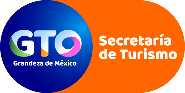 GTO
Grandeza de México
Secretaría
de Turismo